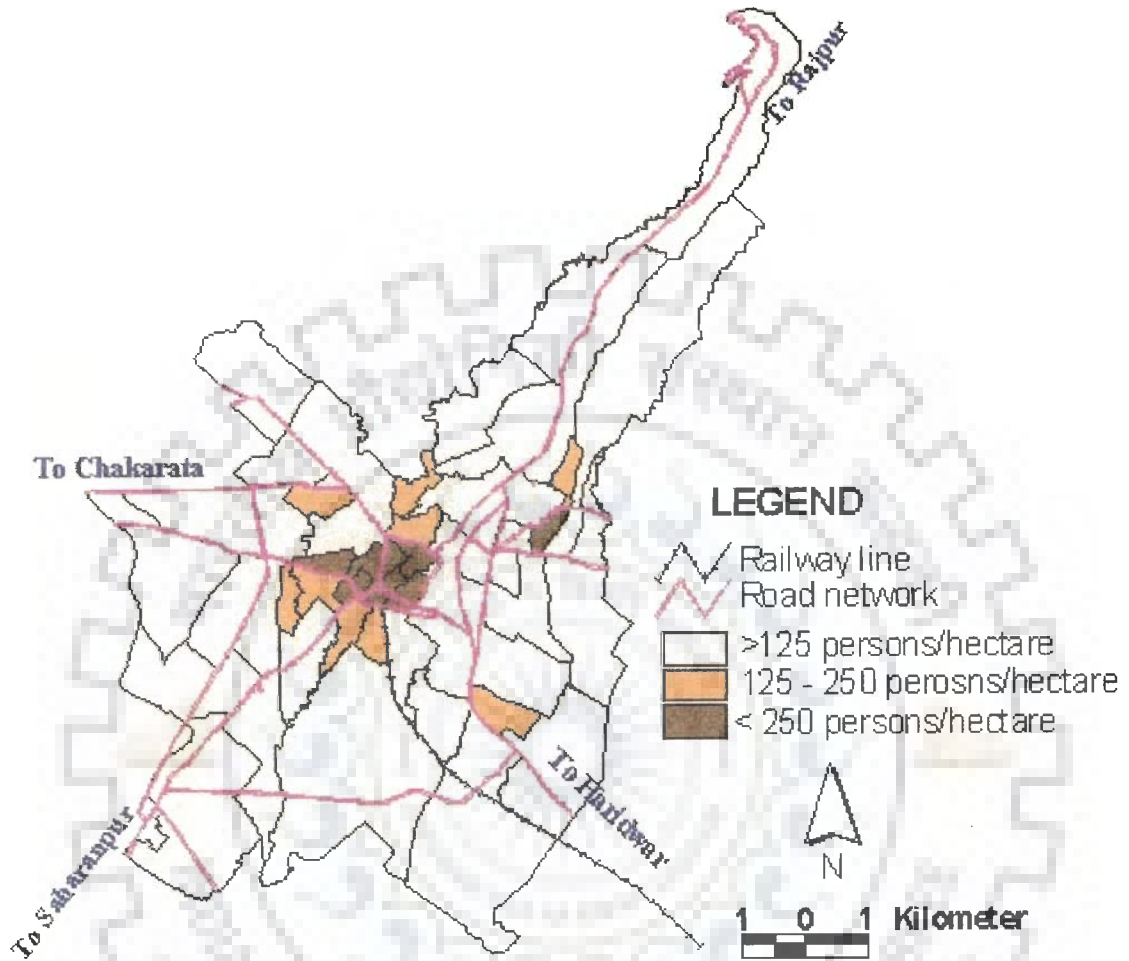 To Rajpur
To Chakarata
LEGEND
Railway line
Road network
>125 persons/hectare
125 - 250 perosns/hectare
< 250 persons/hectare
To Haridwar
To Saharanpur
N
1 0 1 Kilometer